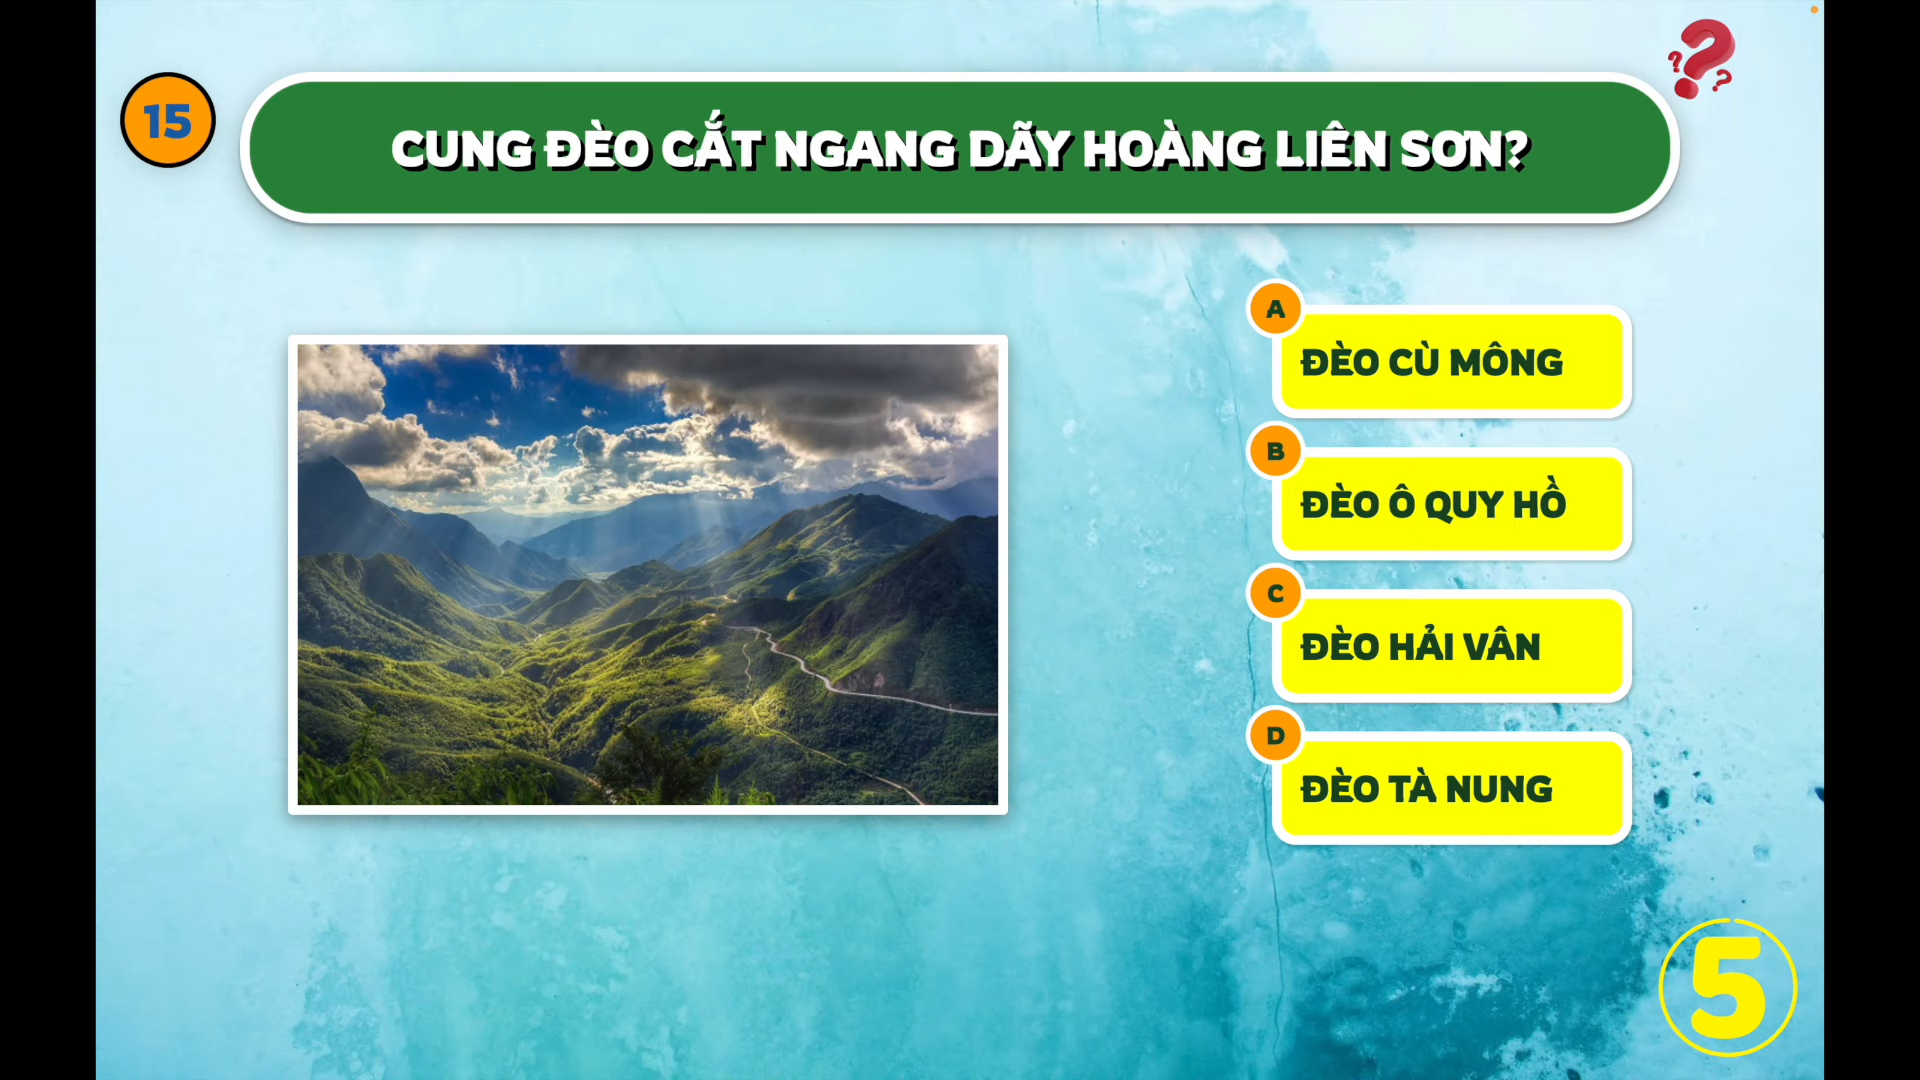 15
CUNG ĐÈO CẮT NGANG DÃY HOÀNG LIÊN SƠN?
A
ĐÈO CÙ MÔNG
B
ĐÈO Ô QUY HỒ
C
ĐÈO HẢI VÂN
D
ĐÈO TÀ NUNG
5